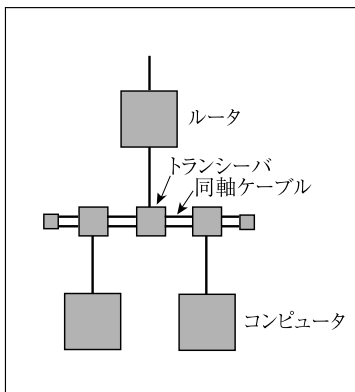 ルータ
トランシーバ
同軸ケーブル
コンピュータ